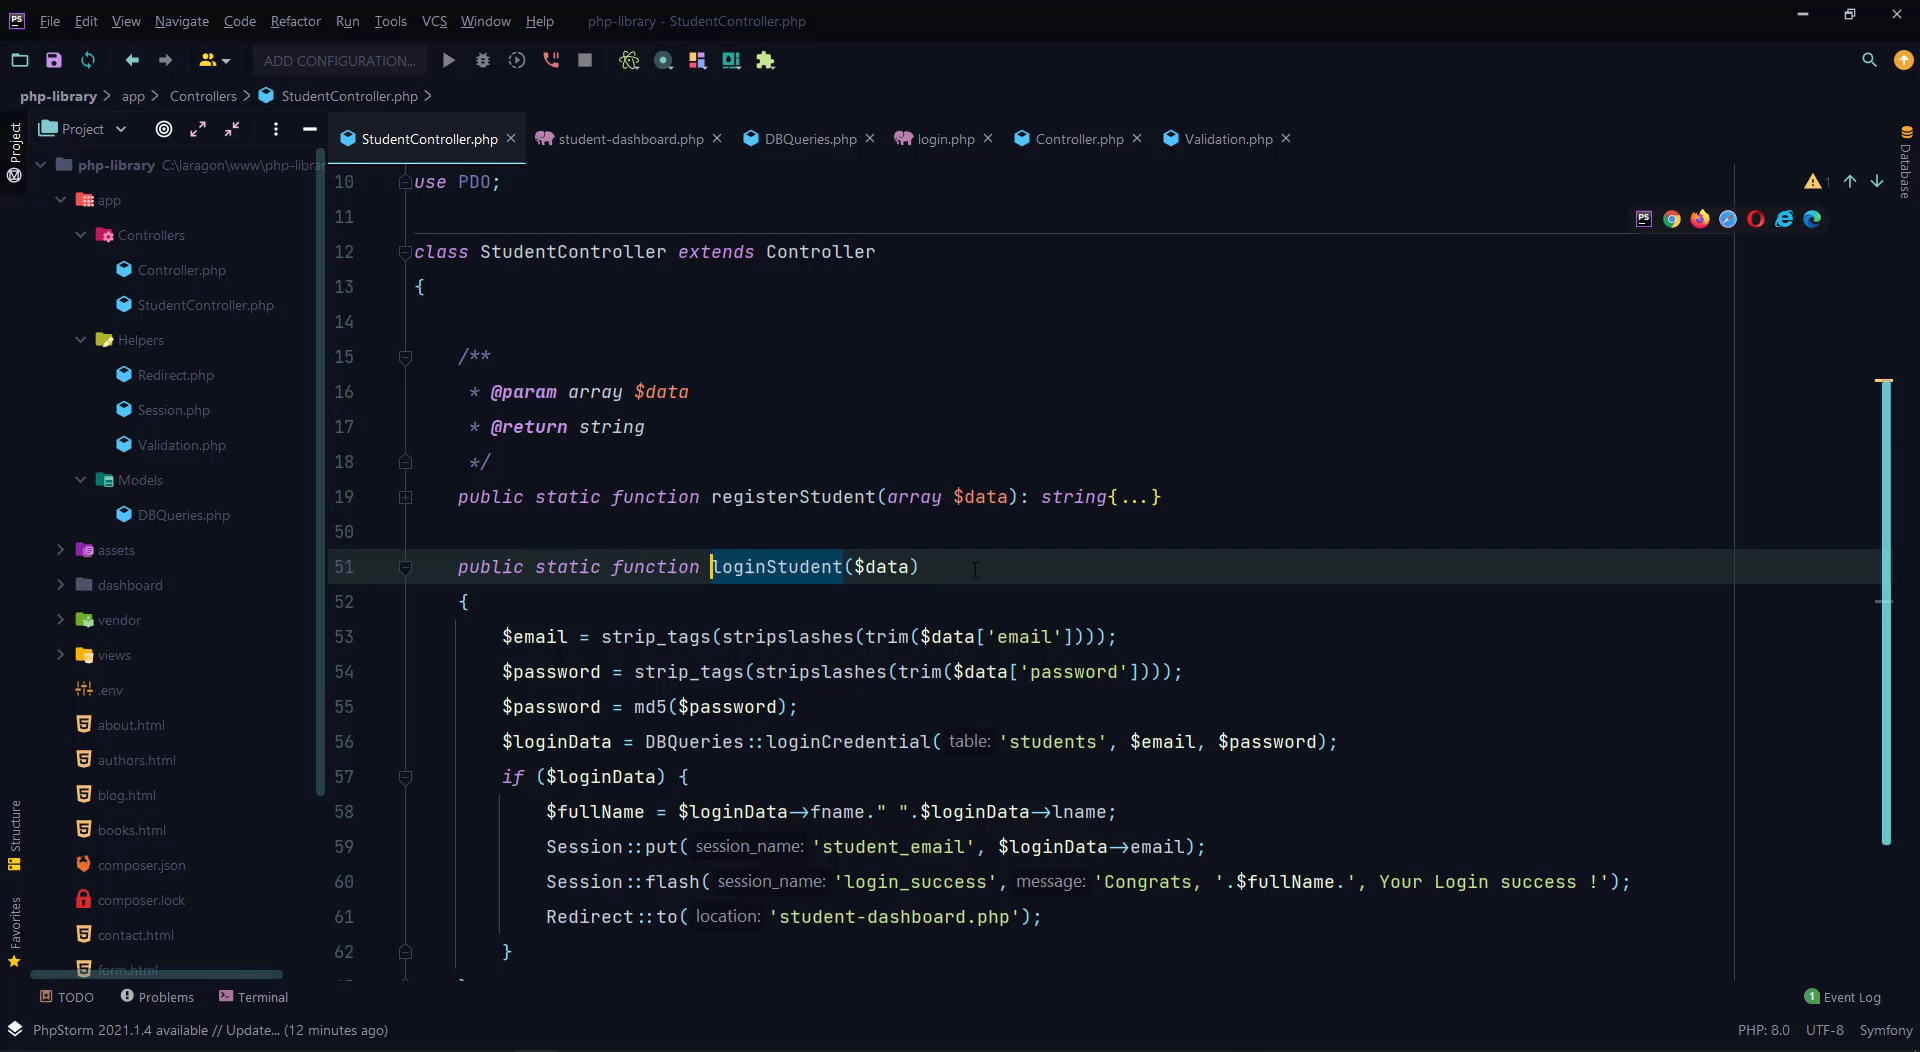 PS File Edit View Navigate Code Refactor Run Tools VCS Window Help php-library - StudentController.php
ADD CONFIGURATION...
php-library app Controllers StudentController.php
Project
StudentController.php student-dashboard.php DBQueries.php login.php Controller.php Validation.php
Project
Database
Structure
Favorites
php-library C:\laragon\www\php-librar
app
Controllers
Controller.php
StudentController.php
Helpers
Redirect.php
Session.php
Validation.php
Models
DBQueries.php
assets
dashboard
vendor
views
.env
about.html
authors.html
blog.html
books.html
composer.json
composer.lock
contact.html
form.html
1
PS
10 use PDO;
11
12 class StudentController extends Controller
13 {
14
15 /**
16 * @param array $data
17 * @return string
18 */
19 public static function registerStudent(array $data): string{...}
50
51 public static function loginStudent($data)
52 {
53 $email = strip_tags(stripslashes(trim($data['email'])));
54 $password = strip_tags(stripslashes(trim($data['password'])));
55 $password = md5($password);
56 $loginData = DBQueries::loginCredential( table: 'students', $email, $password);
57 if ($loginData) {
58 $fullName = $loginData->fname." ".$loginData->lname;
59 Session::put( session_name: 'student_email', $loginData->email);
60 Session::flash( session_name: 'login_success', message: 'Congrats, '.$fullName.', Your Login success !');
61 Redirect::to( location: 'student-dashboard.php');
62 }
TODO Problems Terminal
1 Event Log
PhpStorm 2021.1.4 available // Update... (12 minutes ago)
PHP: 8.0 UTF-8 Symfony